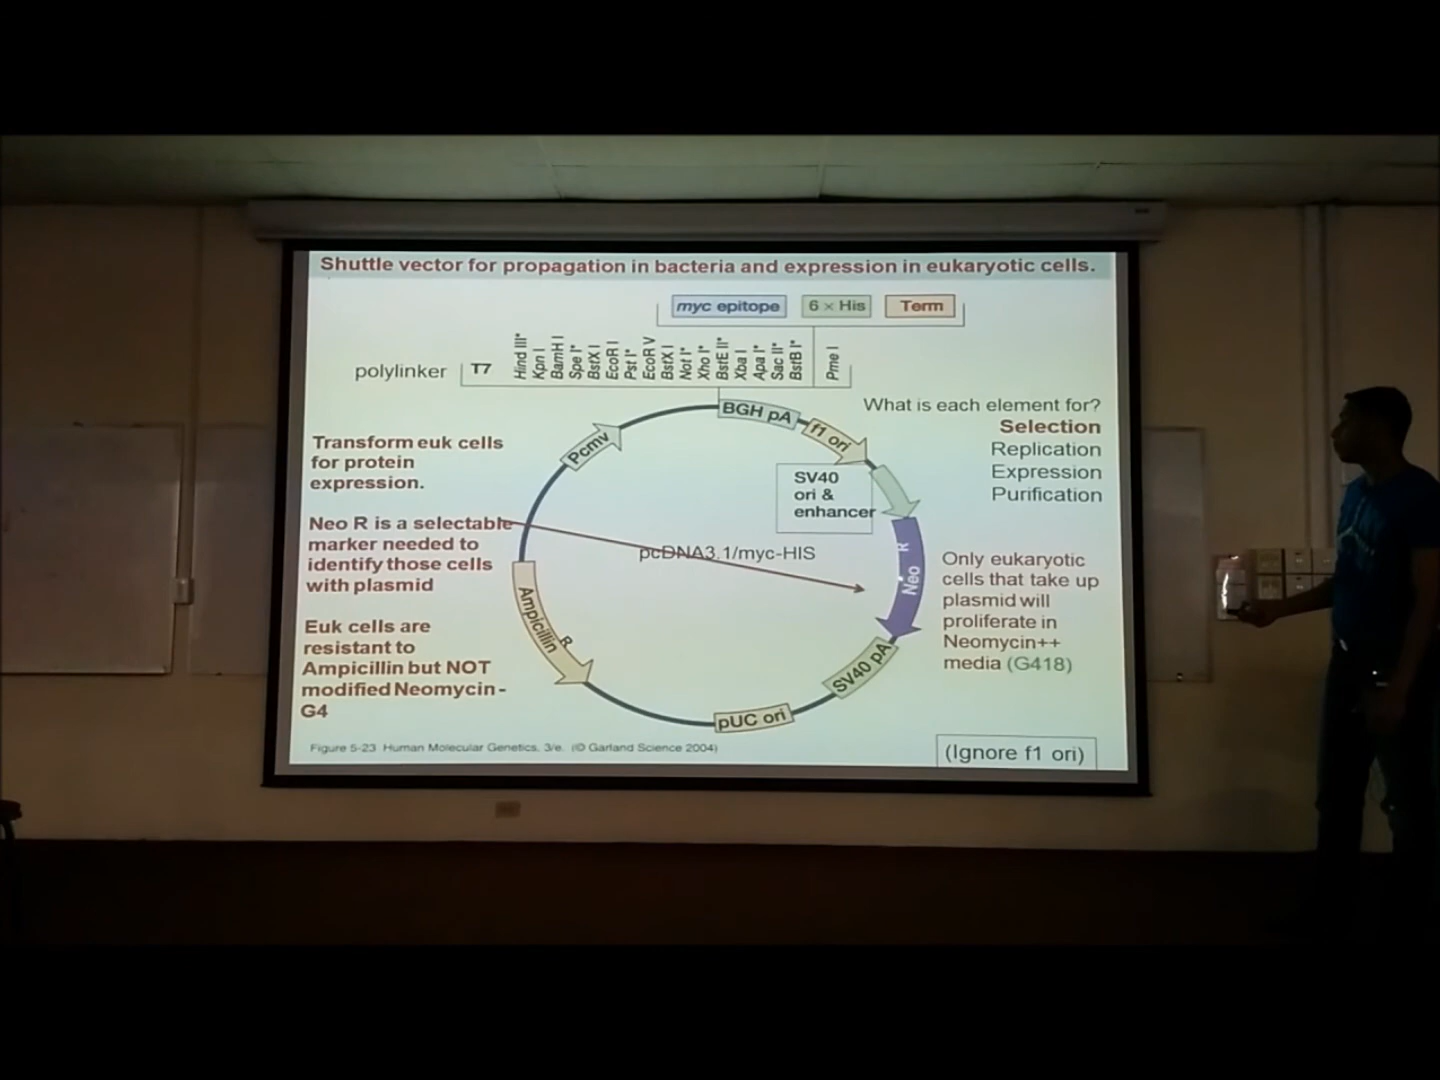 Shuttle vector for propagation in bacteria and expression in eukaryotic cells.
myc epitope
6 × His
Term
polylinker
T7
Hind III*
Kpn I
BamH I
Spe I*
BstX I
EcoR I
Pst I*
EcoR V
BstX I
Not I*
Xho I*
BstE II*
Xba I
Apa I*
Sac II*
BstB I*
Pme I
What is each element for?
Selection
Replication
Expression
Purification
Transform euk cells
for protein
expression.
Neo R is a selectable
marker needed to
identify those cells
with plasmid
Euk cells are
resistant to
Ampicillin but NOT
modified Neomycin -
G4
Pcmv
BGH pA
f1 ori
SV40
ori &
enhancer
pcDNA3.1/myc-HIS
Neo R
Ampicillin R
SV40 pA
pUC ori
Only eukaryotic
cells that take up
plasmid will
proliferate in
Neomycin++
media (G418)
Figure 5-23 Human Molecular Genetics, 3/e. (© Garland Science 2004)
(Ignore f1 ori)